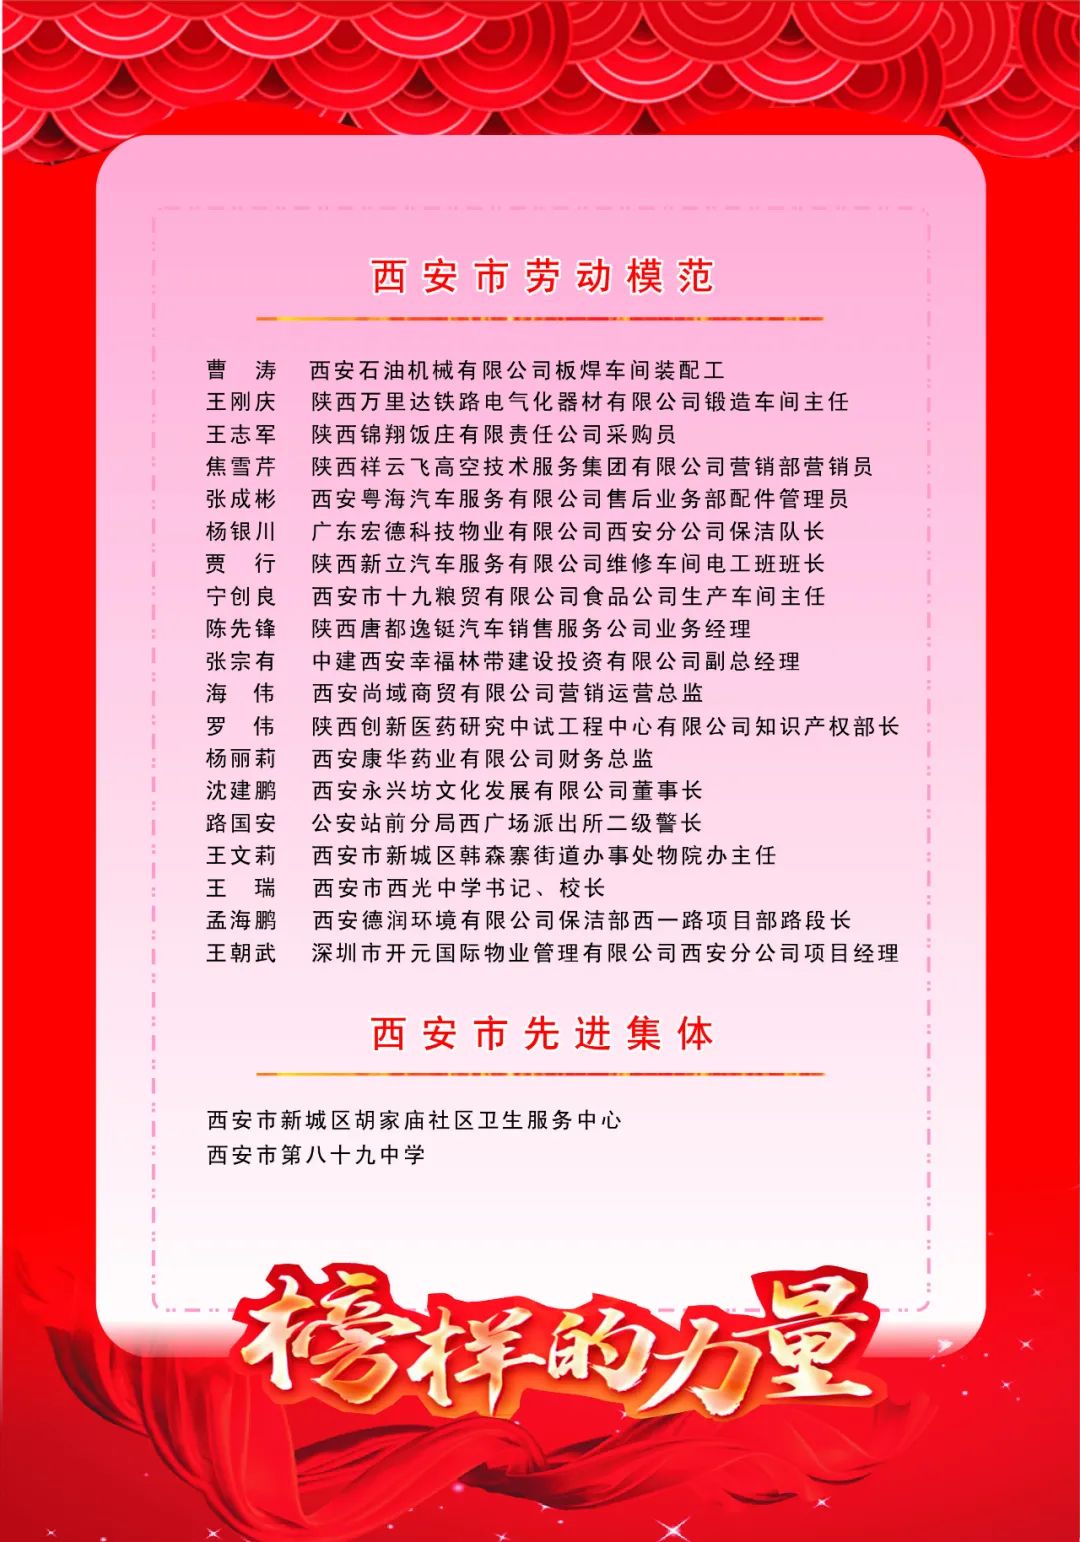 西安市劳动模范
曹 涛 西安石油机械有限公司板焊车间装配工
王刚庆 陕西万里达铁路电气化器材有限公司锻造车间主任
王志军 陕西锦翔饭庄有限责任公司采购员
焦雪芹 陕西祥云飞高空技术服务集团有限公司营销部营销员
张成彬 西安粤海汽车服务有限公司售后业务部配件管理员
杨银川 广东宏德科技物业有限公司西安分公司保洁队长
贾 行 陕西新立汽车服务有限公司维修车间电工班班长
宁创良 西安市十九粮贸有限公司食品公司生产车间主任
陈先锋 陕西唐都逸铤汽车销售服务公司业务经理
张宗有 中建西安幸福林带建设投资有限公司副总经理
海 伟 西安尚域商贸有限公司营销运营总监
罗 伟 陕西创新医药研究中试工程中心有限公司知识产权部长
杨丽莉 西安康华药业有限公司财务总监
沈建鹏 西安永兴坊文化发展有限公司董事长
路国安 公安站前分局西广场派出所二级警长
王文莉 西安市新城区韩森寨街道办事处物院办主任
王 瑞 西安市西光中学书记、校长
孟海鹏 西安德润环境有限公司保洁部西一路项目部路段长
王朝武 深圳市开元国际物业管理有限公司西安分公司项目经理
西安市先进集体
西安市新城区胡家庙社区卫生服务中心
西安市第八十九中学
榜样的力量